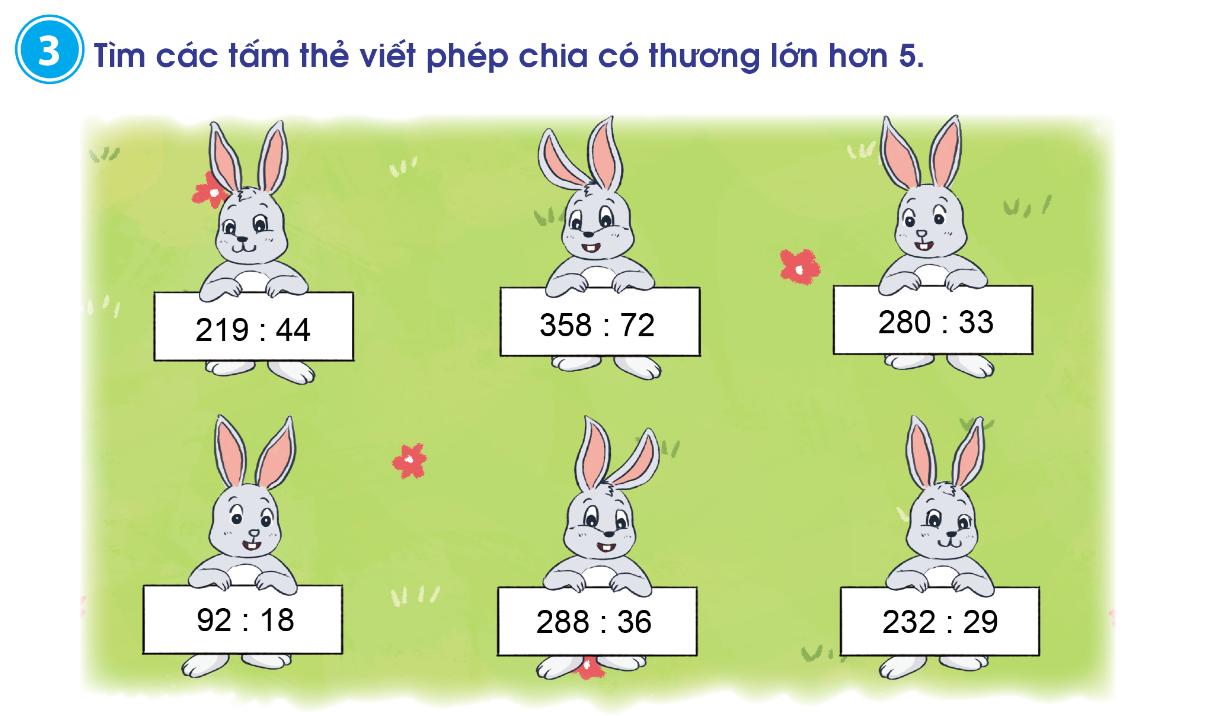 3 Tìm các tấm thẻ viết phép chia có thương lớn hơn 5.
219 : 44
358 : 72
280 : 33
92 : 18
288 : 36
232 : 29